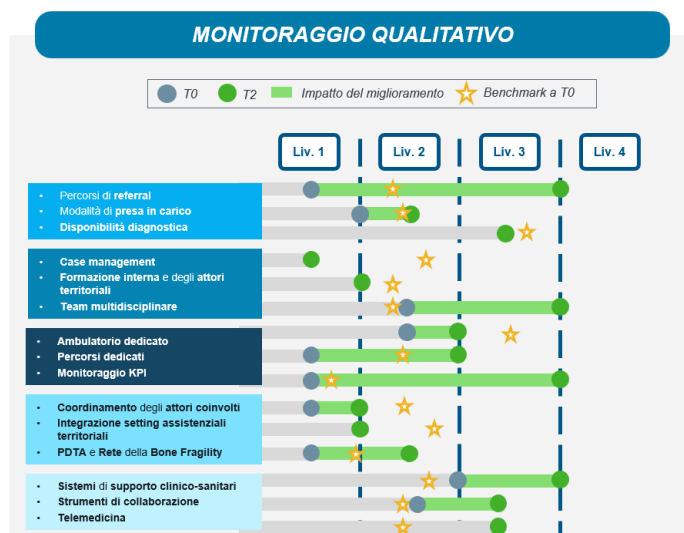 MONITORAGGIO QUALITATIVO
T0
T2
Impatto del miglioramento
Benchmark a T0
Liv. 1
Liv. 2
Liv. 3
Liv. 4
• Percorsi di referral
• Modalità di presa in carico
• Disponibilità diagnostica
• Case management
• Formazione interna e degli attori
territoriali
• Team multidisciplinare
• Ambulatorio dedicato
• Percorsi dedicati
• Monitoraggio KPI
• Coordinamento degli attori coinvolti
• Integrazione setting assistenziali
territoriali
• PDTA e Rete della Bone Fragility
• Sistemi di supporto clinico-sanitari
• Strumenti di collaborazione
• Telemedicina